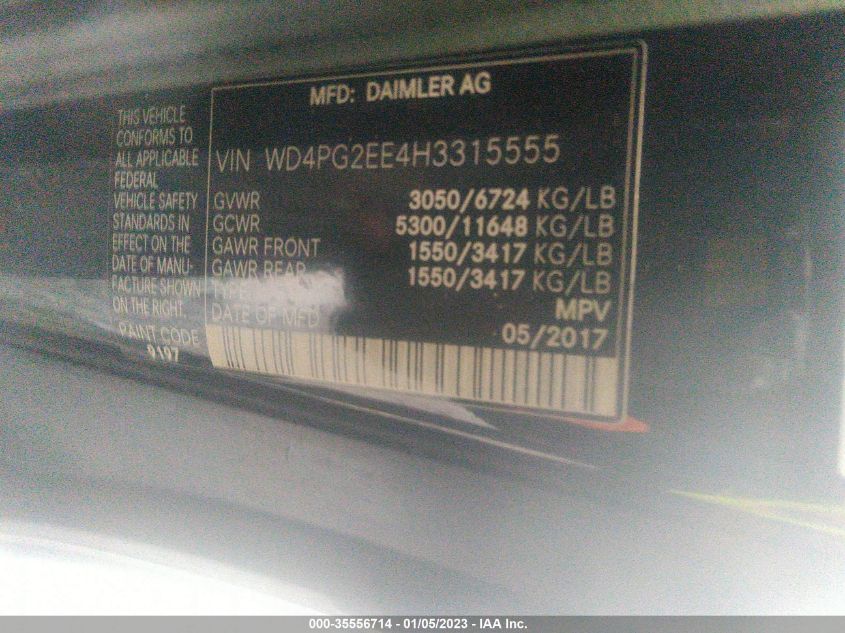 MFD: DAIMLER AG
THIS VEHICLE
CONFORMS TO
ALL APPLICABLE
FEDERAL
VEHICLE SAFETY
STANDARDS IN
EFFECT ON THE
DATE OF MANU-
FACTURE SHOWN
ON THE RIGHT.
PAINT CODE
9197
VIN WD4PG2EE4H3315555
GVWR 3050/6724 KG/LB
GCWR 5300/11648 KG/LB
GAWR FRONT 1550/3417 KG/LB
GAWR REAR 1550/3417 KG/LB
TYPE MPV
DATE OF MFD 05/2017
000-35556714 - 01/05/2023 - IAA Inc.